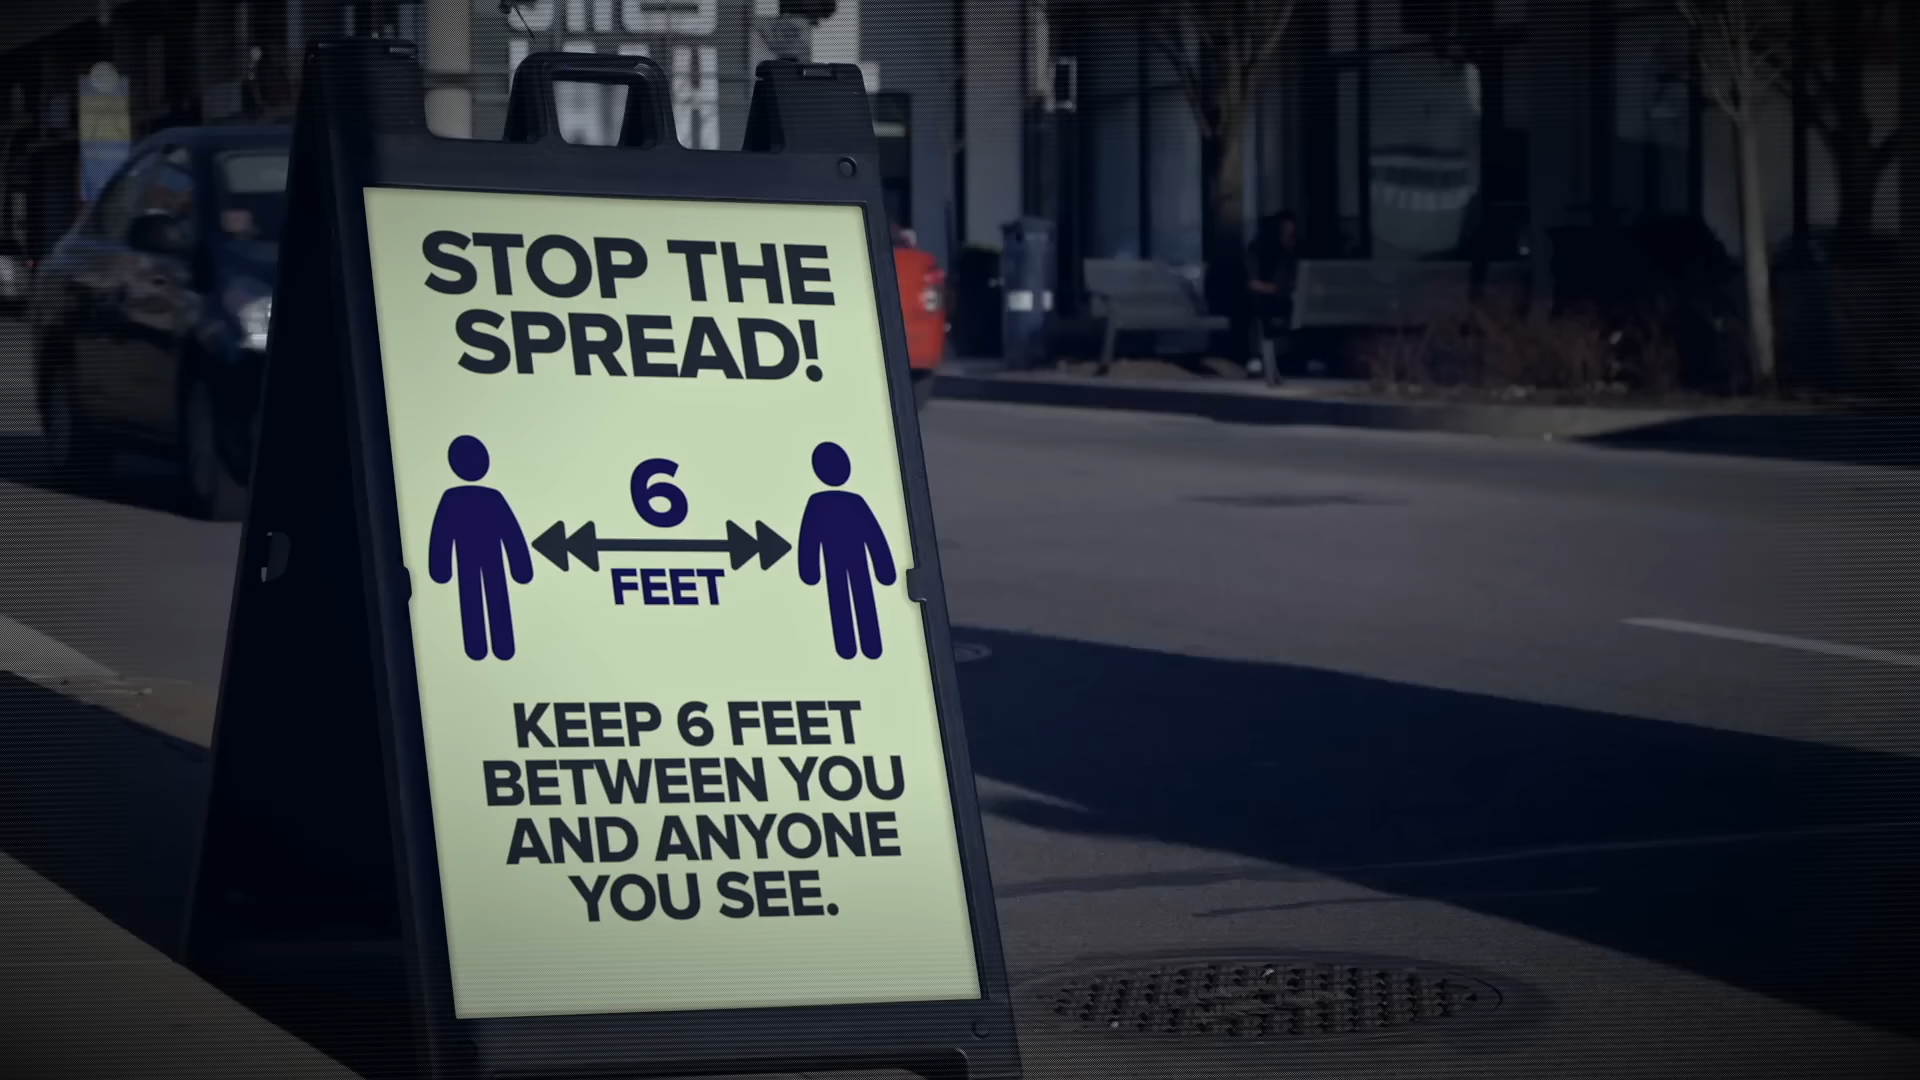 STOP THE
SPREAD!
6
FEET
KEEP 6 FEET
BETWEEN YOU
AND ANYONE
YOU SEE.